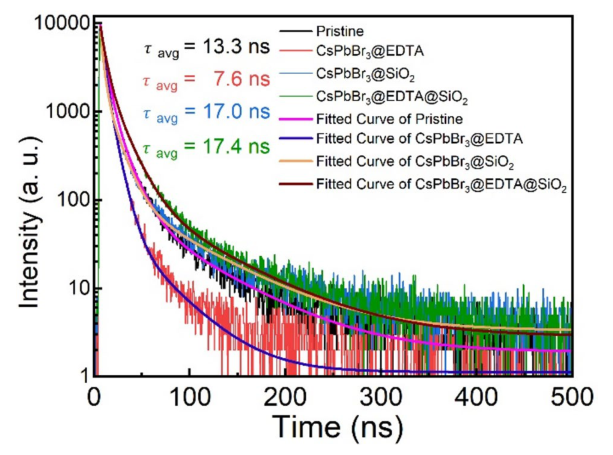 10000
1000
100
10
1
Intensity (a. u.)
τ avg = 13.3 ns
τ avg = 7.6 ns
τ avg = 17.0 ns
τ avg = 17.4 ns
Pristine
CsPbBr₃@EDTA
CsPbBr₃@SiO₂
CsPbBr₃@EDTA@SiO₂
Fitted Curve of Pristine
Fitted Curve of CsPbBr₃@EDTA
Fitted Curve of CsPbBr₃@SiO₂
Fitted Curve of CsPbBr₃@EDTA@SiO₂
0 100 200 300 400 500
Time (ns)